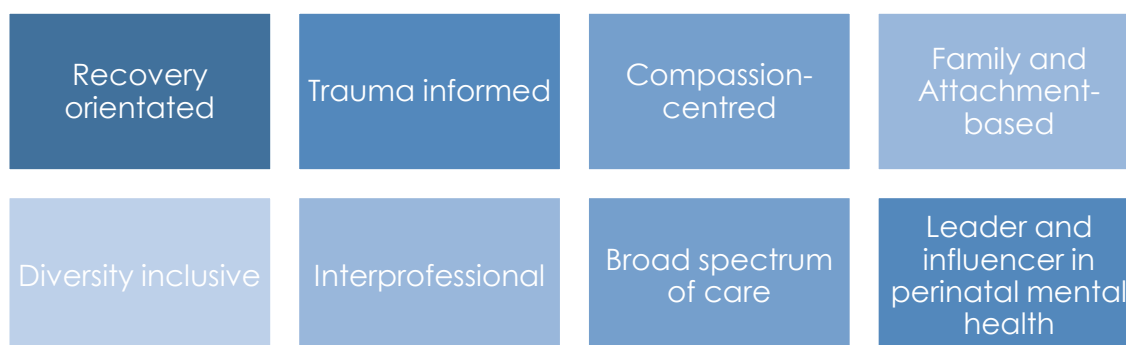 Recovery
orientated
Trauma informed
Compassion-
centred
Family and
Attachment-
based
Diversity inclusive
Interprofessional
Broad spectrum
of care
Leader and
influencer in
perinatal mental
health